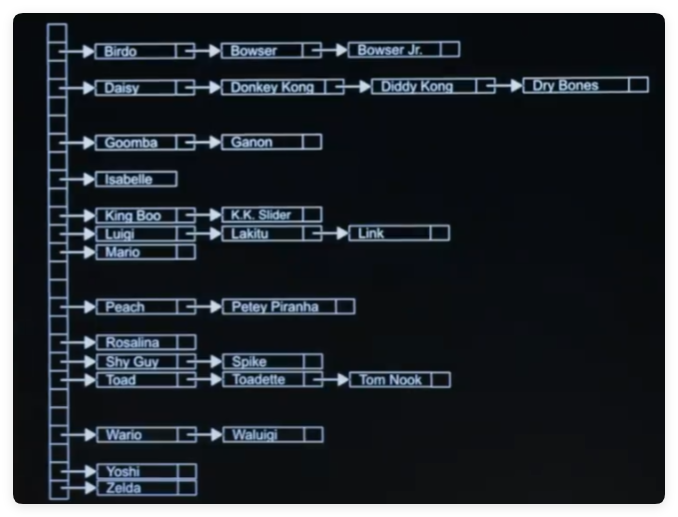 Birdo Bowser Bowser Jr.
Daisy Donkey Kong Diddy Kong Dry Bones
Goomba Ganon
Isabelle
King Boo K.K. Slider
Luigi Lakitu Link
Mario
Peach Petey Piranha
Rosalina
Shy Guy Spike
Toad Toadette Tom Nook
Wario Waluigi
Yoshi
Zelda